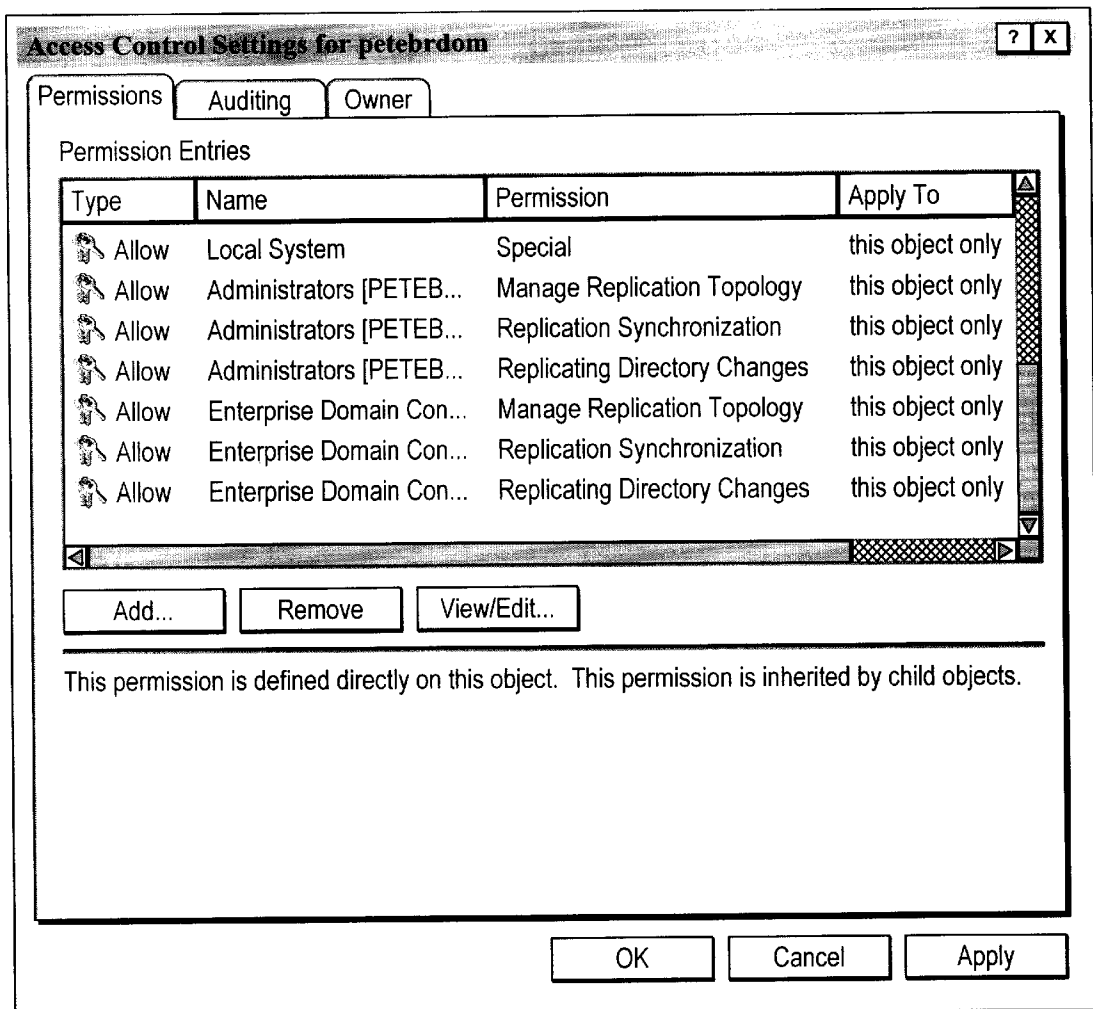 Access Control Settings for petebrdom ? X
Permissions Auditing Owner
Permission Entries
Type Name Permission Apply To
Allow Local System Special this object only
Allow Administrators [PETEB... Manage Replication Topology this object only
Allow Administrators [PETEB... Replication Synchronization this object only
Allow Administrators [PETEB... Replicating Directory Changes this object only
Allow Enterprise Domain Con... Manage Replication Topology this object only
Allow Enterprise Domain Con... Replication Synchronization this object only
Allow Enterprise Domain Con... Replicating Directory Changes this object only
Add... Remove View/Edit...
This permission is defined directly on this object. This permission is inherited by child objects.
OK Cancel Apply